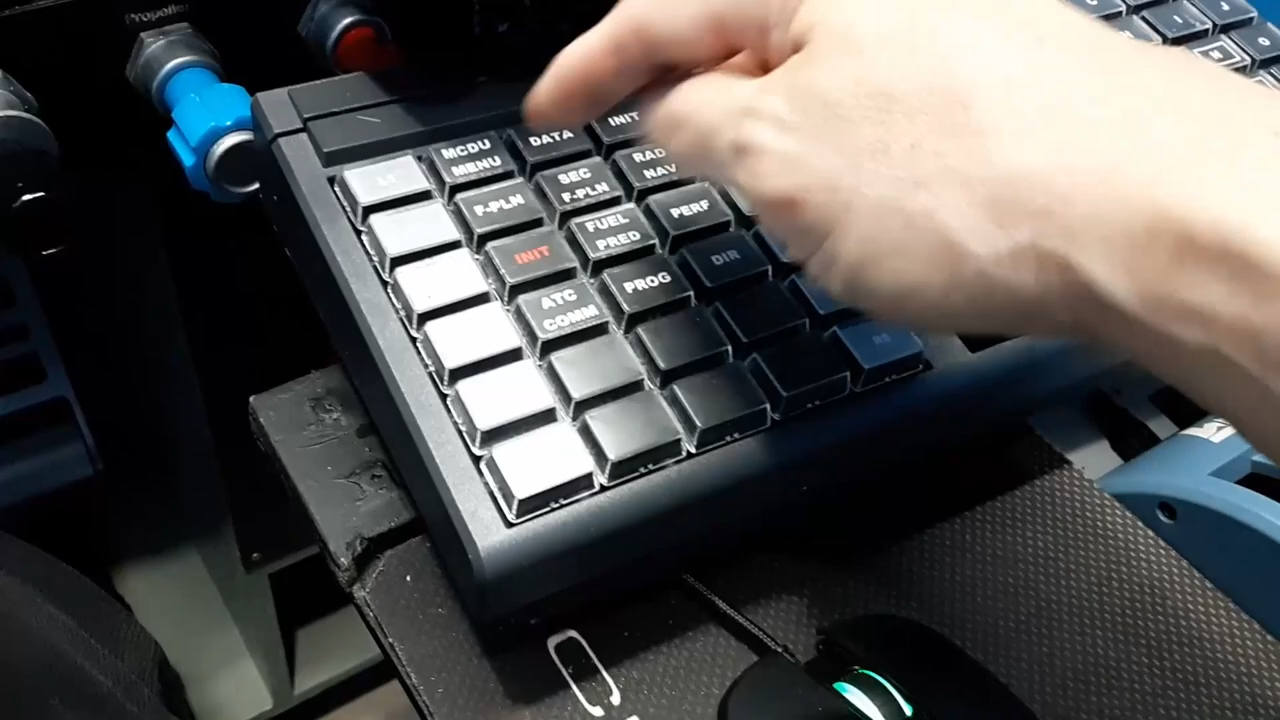 Propeller
MCDU
MENU
DATA
INIT
F-PLN
SEC
F-PLN
RAD
NAV
INIT
FUEL
PRED
PERF
ATC
COMM
PROG
DIR